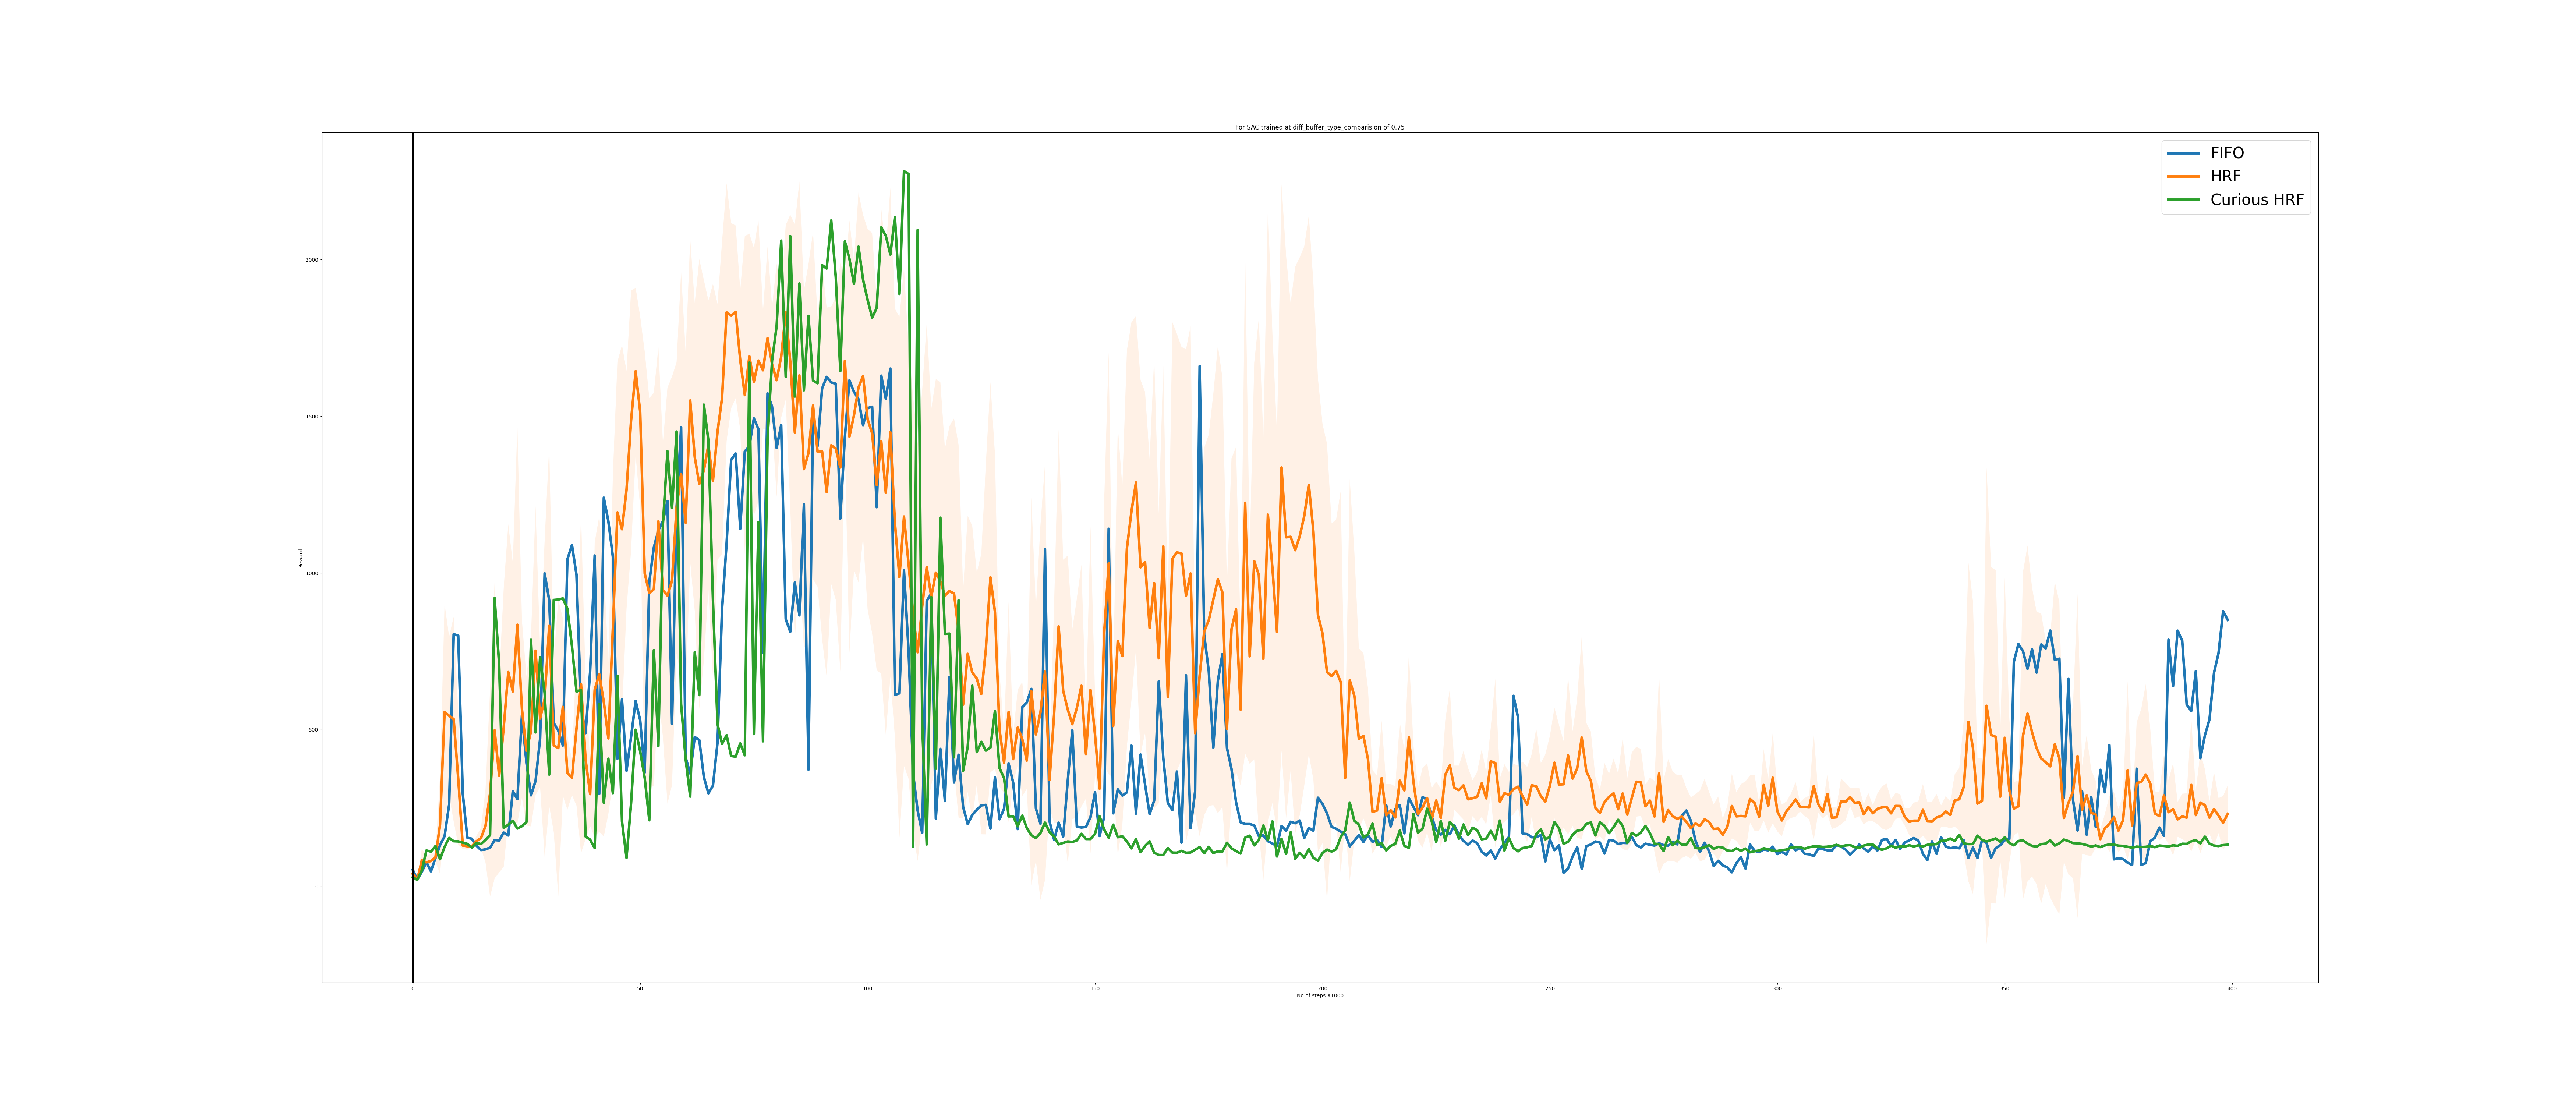 For SAC trained at diff_buffer_type_comparision of 0.75
FIFO
HRF
Curious HRF
2000
1500
1000
500
0
Reward
0 50 100 150 200 250 300 350 400
No of steps X1000